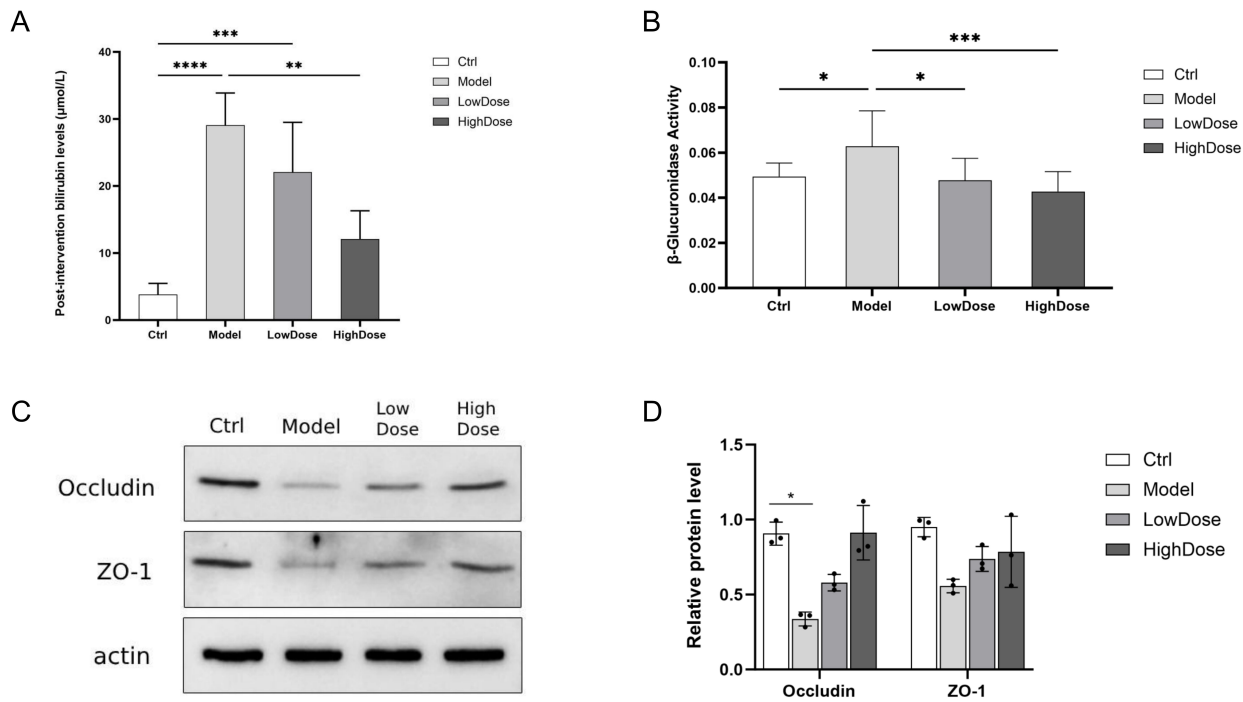 A
Post-intervention bilirubin levels (μmol/L)
40
30
20
10
0
***
****
**
Ctrl
Model
LowDose
HighDose
Ctrl
Model
LowDose
HighDose
B
β-Glucuronidase Activity
0.10
0.08
0.06
0.04
0.02
0.00
***
*
*
Ctrl
Model
LowDose
HighDose
Ctrl
Model
LowDose
HighDose
C
Ctrl
Model
Low
Dose
High
Dose
Occludin
ZO-1
actin
D
Relative protein level
1.5
1.0
0.5
0.0
*
Occludin
ZO-1
Ctrl
Model
LowDose
HighDose